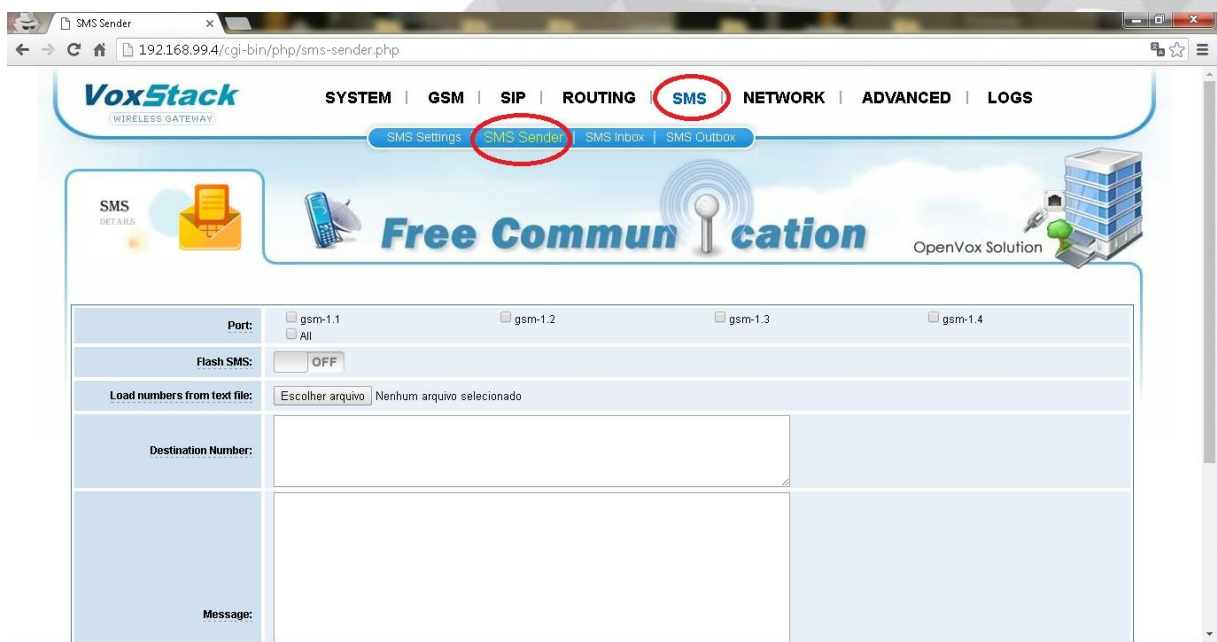 SMS Sender
192.168.99.4/cgi-bin/php/sms-sender.php
VoxStack
WIRELESS GATEWAY
SYSTEM | GSM | SIP | ROUTING | SMS | NETWORK | ADVANCED | LOGS
SMS Settings | SMS Sender | SMS Inbox | SMS Outbox
SMS
DETAILS
Free Communication
OpenVox Solution
Port: gsm-1.1 gsm-1.2 gsm-1.3 gsm-1.4
All
Flash SMS: OFF
Load numbers from text file: Escolher arquivo Nenhum arquivo selecionado
Destination Number:
Message: